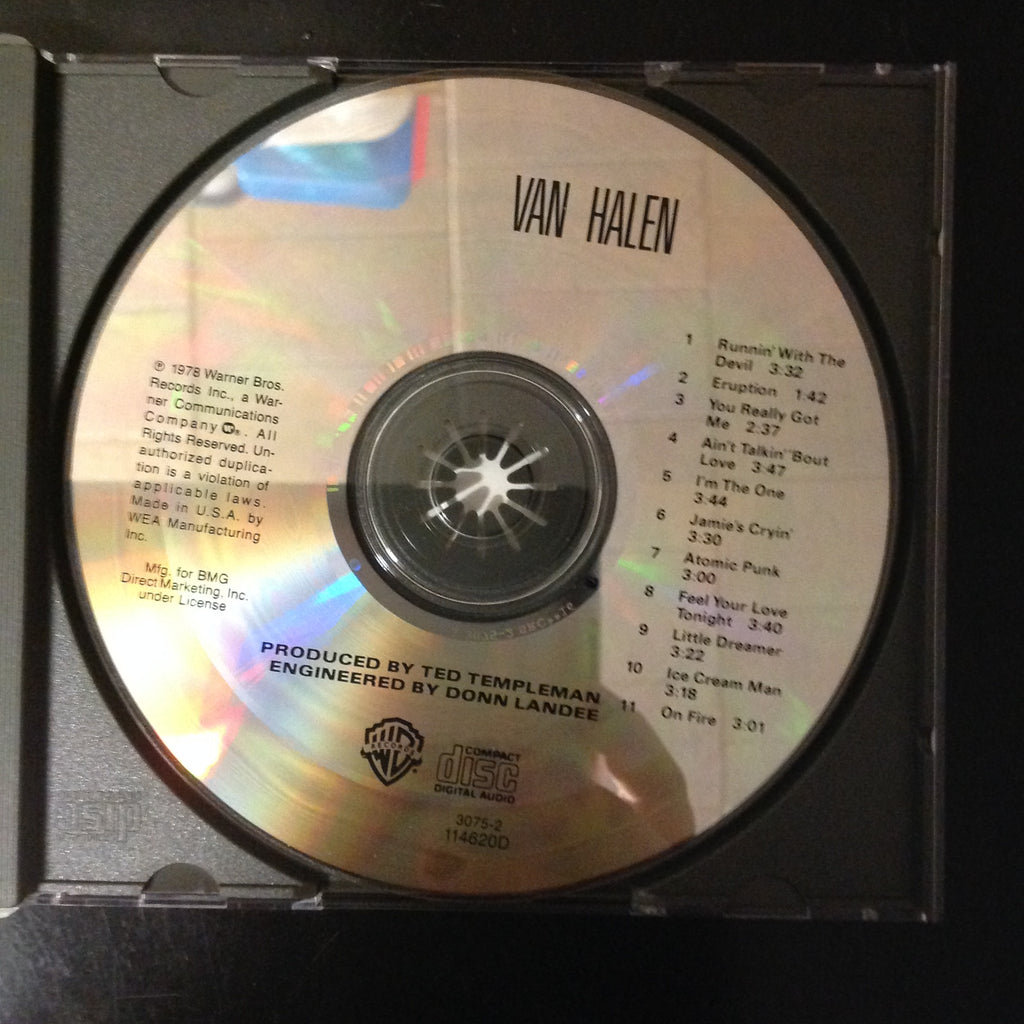 VAN HALEN
1 Runnin' With The
Devil 3:32
2 Eruption 1:42
3 You Really Got
Me 2:37
4 Ain't Talkin' 'Bout
Love 3:47
5 I'm The One
3:44
6 Jamie's Cryin'
3:30
7 Atomic Punk
3:00
8 Feel Your Love
Tonight 3:40
9 Little Dreamer
3:22
10 Ice Cream Man
3:18
11 On Fire 3:01
℗ 1978 Warner Bros.
Records Inc., a War-
ner Communications
Company. All
Rights Reserved. Un-
authorized duplica-
tion is a violation of
applicable laws.
Made in U.S.A. by
WEA Manufacturing
Inc.
Mfg. for BMG
Direct Marketing, Inc.
under License
PRODUCED BY TED TEMPLEMAN
ENGINEERED BY DONN LANDEE
RECORDS
COMPACT
disc
DIGITAL AUDIO
3075-2
114620D